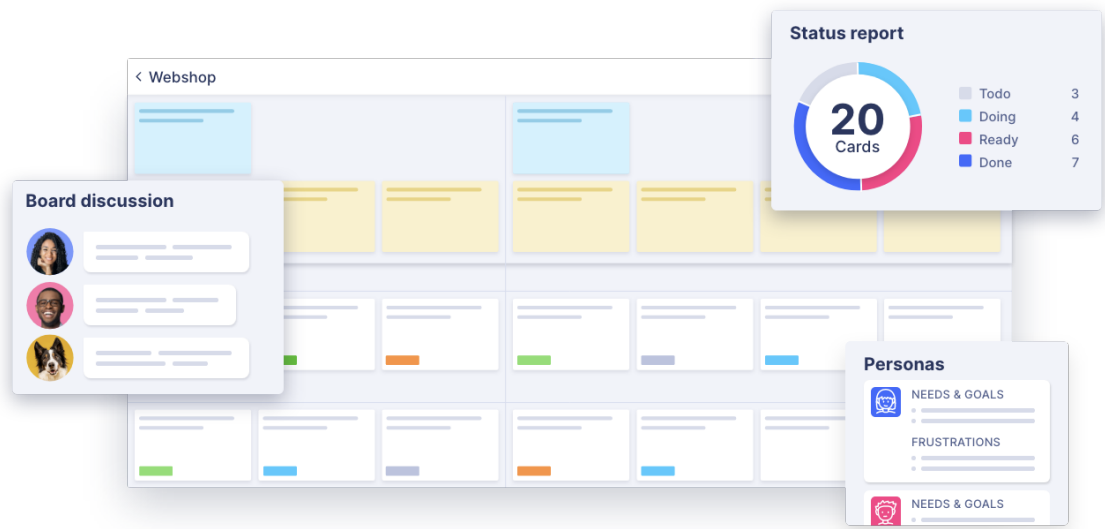 Status report
20
Cards
Todo 3
Doing 4
Ready 6
Done 7
Webshop
Board discussion
Personas
NEEDS & GOALS
FRUSTRATIONS
NEEDS & GOALS